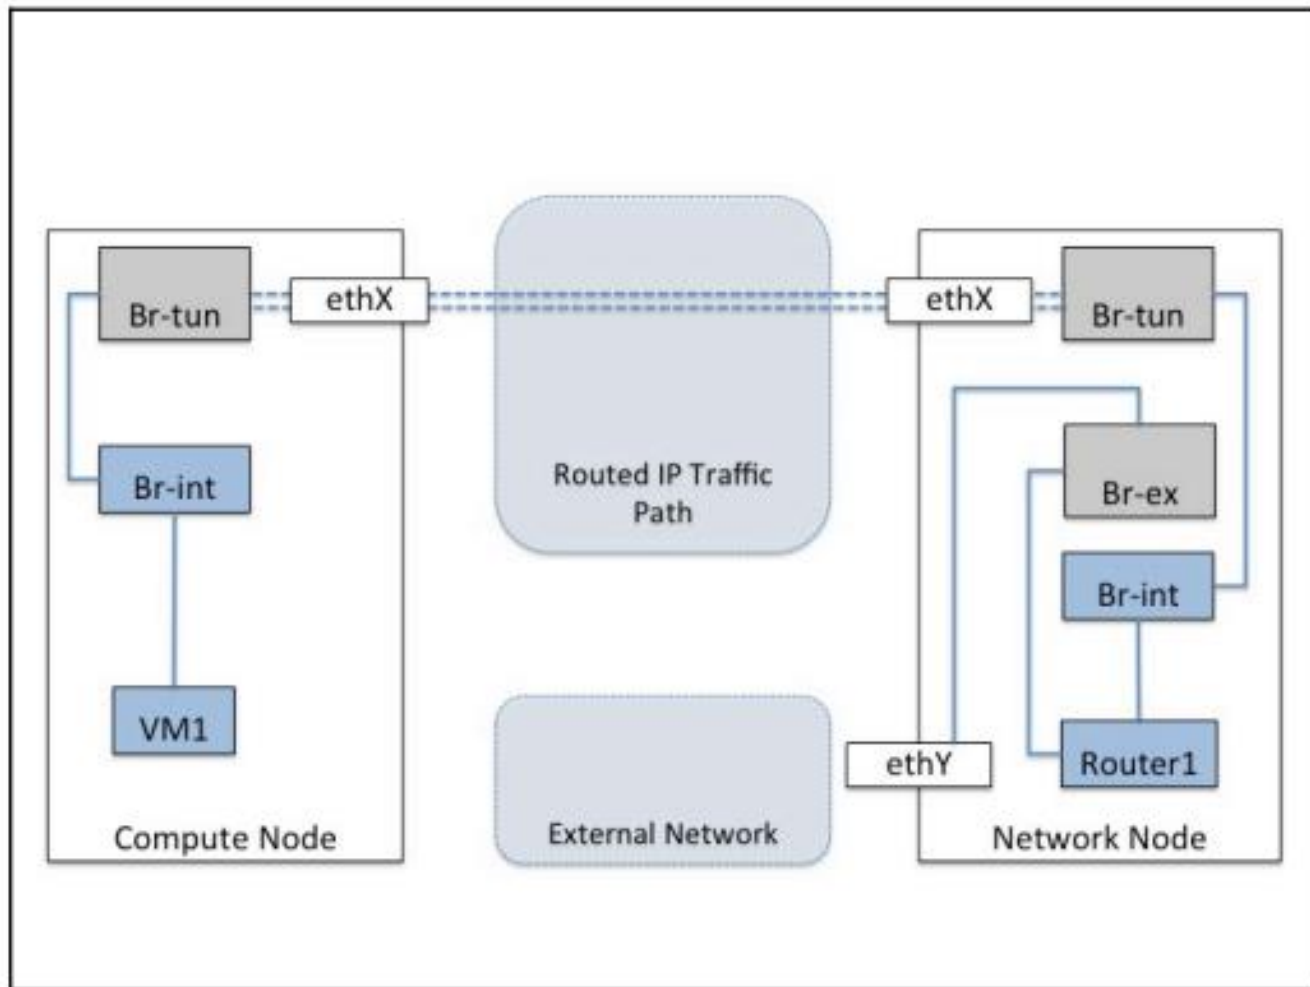 Br-tun
ethX
ethX
Br-tun
Br-int
Routed IP Traffic
Path
Br-ex
Br-int
VM1
ethY
Router1
Compute Node
External Network
Network Node